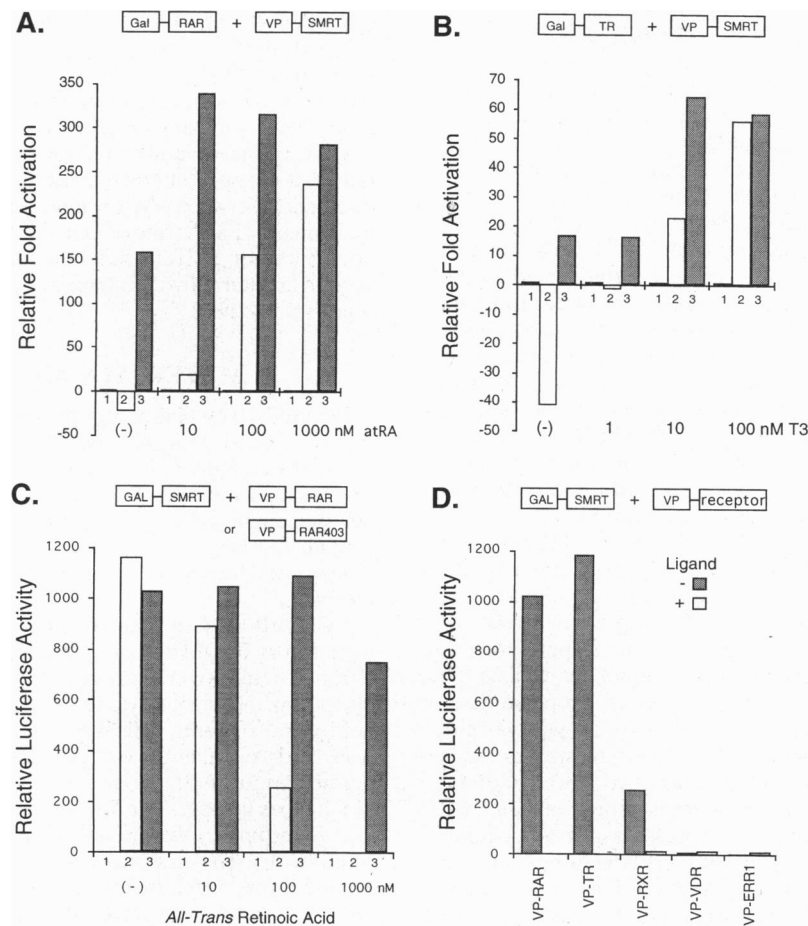 A.
Gal RAR + VP SMRT
Relative Fold Activation
350
300
250
200
150
100
50
0
-50
1 2 3 1 2 3 1 2 3 1 2 3
(-) 10 100 1000 nM atRA
B.
Gal TR + VP SMRT
Relative Fold Activation
70
60
50
40
30
20
10
0
-10
-20
-30
-40
-50
1 2 3 1 2 3 1 2 3 1 2 3
(-) 1 10 100 nM T3
C.
GAL SMRT + VP RAR
or VP RAR403
Relative Luciferase Activity
1200
1000
800
600
400
200
0
1 2 3 1 2 3 1 2 3 1 2 3
(-) 10 100 1000 nM
All-Trans Retinoic Acid
D.
GAL SMRT + VP receptor
Relative Luciferase Activity
1200
1000
800
600
400
200
0
Ligand
-
+
VP-RAR
VP-TR
VP-RXR
VP-VDR
VP-ERR1